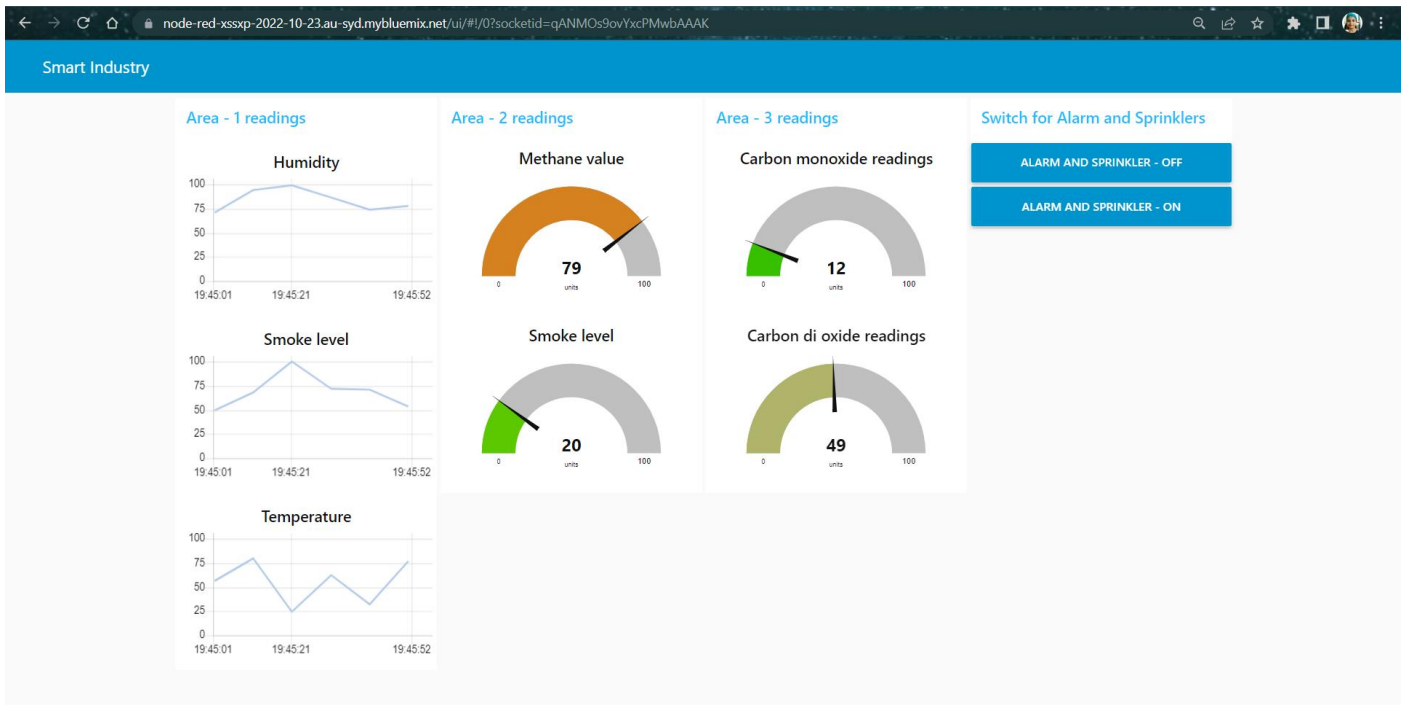 node-red-xssxp-2022-10-23.au-syd.mybluemix.net/ui/#!/0?socketid=qANMOs9ovYxcPMwbAAAK
Smart Industry
Area - 1 readings
Humidity
100
75
50
25
0
19:45:01 19:45:21 19:45:52
Smoke level
100
75
50
25
0
19:45:01 19:45:21 19:45:52
Temperature
100
75
50
25
0
19:45:01 19:45:21 19:45:52
Area - 2 readings
Methane value
79
0 units 100
Smoke level
20
0 units 100
Area - 3 readings
Carbon monoxide readings
12
0 units 100
Carbon di oxide readings
49
0 units 100
Switch for Alarm and Sprinklers
ALARM AND SPRINKLER - OFF
ALARM AND SPRINKLER - ON